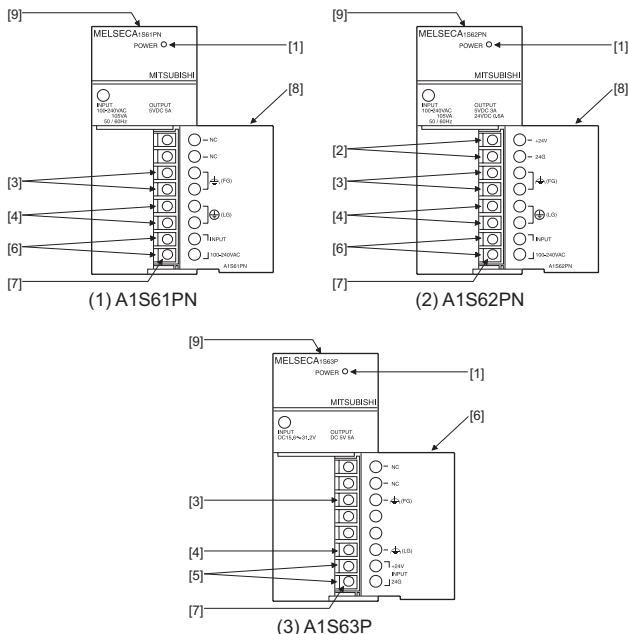 [9]
MELSECA1S61PN
POWER
[1]
MITSUBISHI
INPUT
100-240VAC
105VA
50 / 60Hz
OUTPUT
5VDC 5A
[8]
NC
NC
[3]
(FG)
[4]
(LG)
[6]
INPUT
100-240VAC
A1S61PN
[7]
(1) A1S61PN
[9]
MELSECA1S62PN
POWER
[1]
MITSUBISHI
INPUT
100-240VAC
105VA
50 / 60Hz
OUTPUT
5VDC 3A
24VDC 0.6A
[8]
[2]
+24V
24G
[3]
(FG)
[4]
(LG)
[6]
INPUT
100-240VAC
A1S62PN
[7]
(2) A1S62PN
[9]
MELSECA1S63P
POWER
[1]
MITSUBISHI
INPUT
DC15.6~31.2V
OUTPUT
DC 5V 5A
[6]
NC
NC
[3]
(FG)
[4]
(LG)
[5]
+24V
INPUT
24G
[7]
(3) A1S63P